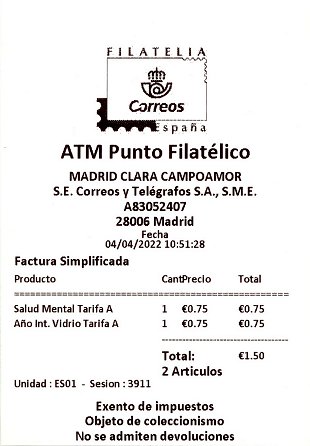 FILATELIA
Correos
España
ATM Punto Filatélico
MADRID CLARA CAMPOAMOR
S.E. Correos y Telégrafos S.A., S.M.E.
A83052407
28006 Madrid
Fecha
04/04/2022 10:51:28
Factura Simplificada
Producto CantPrecio Total
================================================
Salud Mental Tarifa A 1 €0.75 €0.75
Año Int. Vidrio Tarifa A 1 €0.75 €0.75
--------------------------------
Total: €1.50
2 Articulos
Unidad : ES01 - Sesion : 3911
Exento de impuestos
Objeto de coleccionismo
No se admiten devoluciones